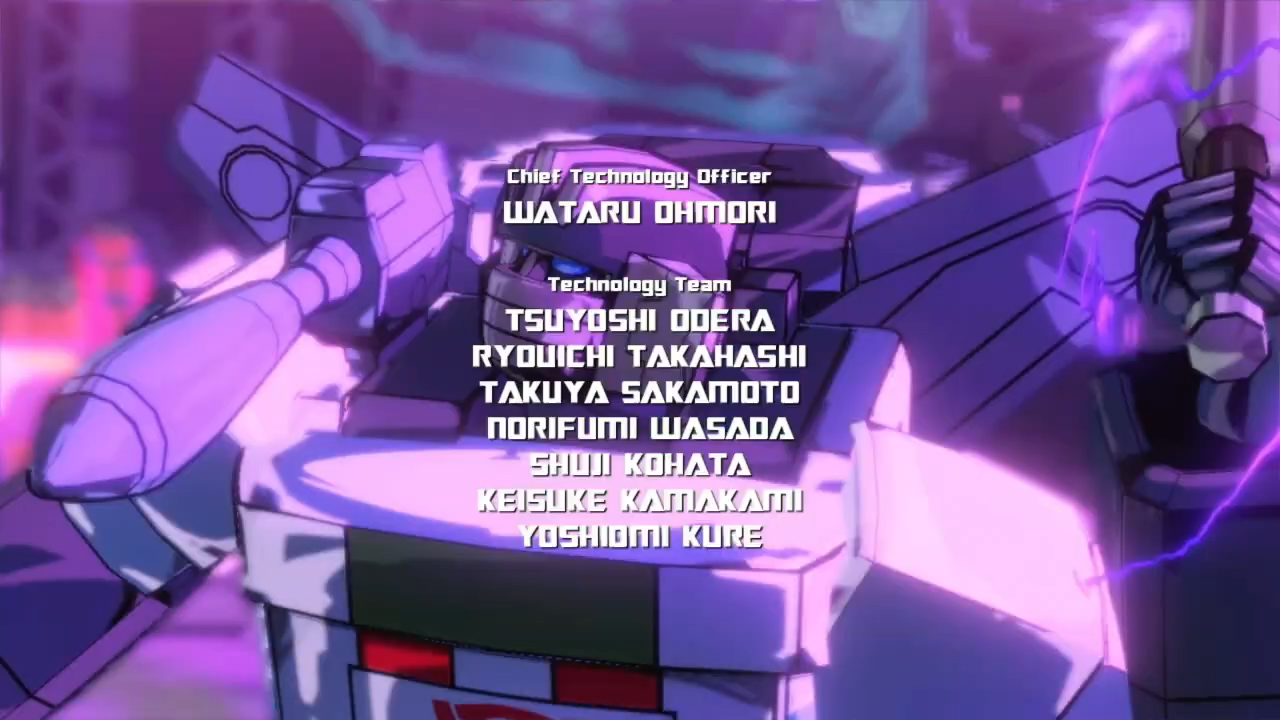 Chief Technology Officer
WATARU OHMORI
Technology Team
TSUYOSHI ODERA
RYOUICHI TAKAHASHI
TAKUYA SAKAMOTO
NORIFUMI WASADA
SHUJI KOHATA
KEISUKE KAMAKAMI
YOSHIOMI KURE